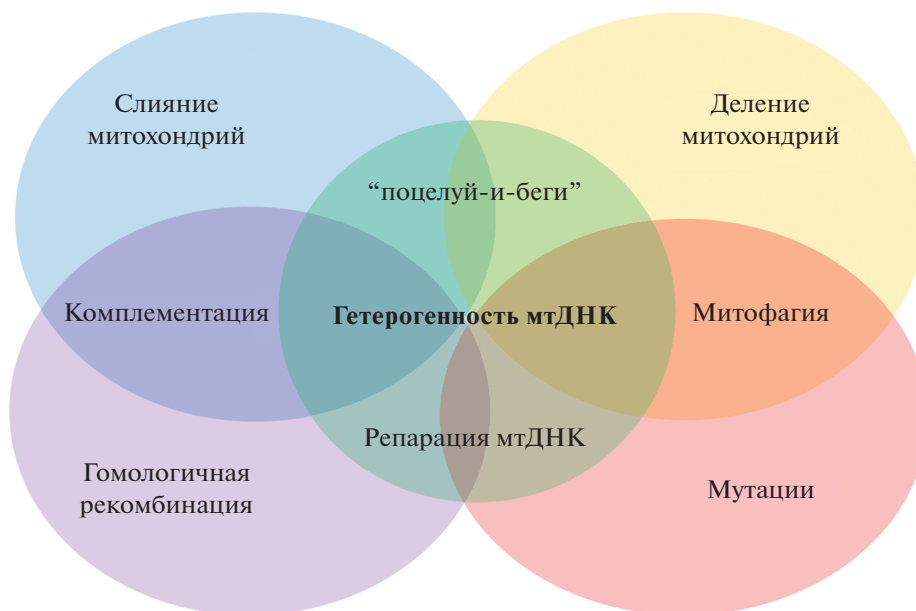 Слияние
митохондрий
Деление
митохондрий
“поцелуй-и-беги”
Комплементация
Гетерогенность мтДНК
Митофагия
Репарация мтДНК
Гомологичная
рекомбинация
Мутации